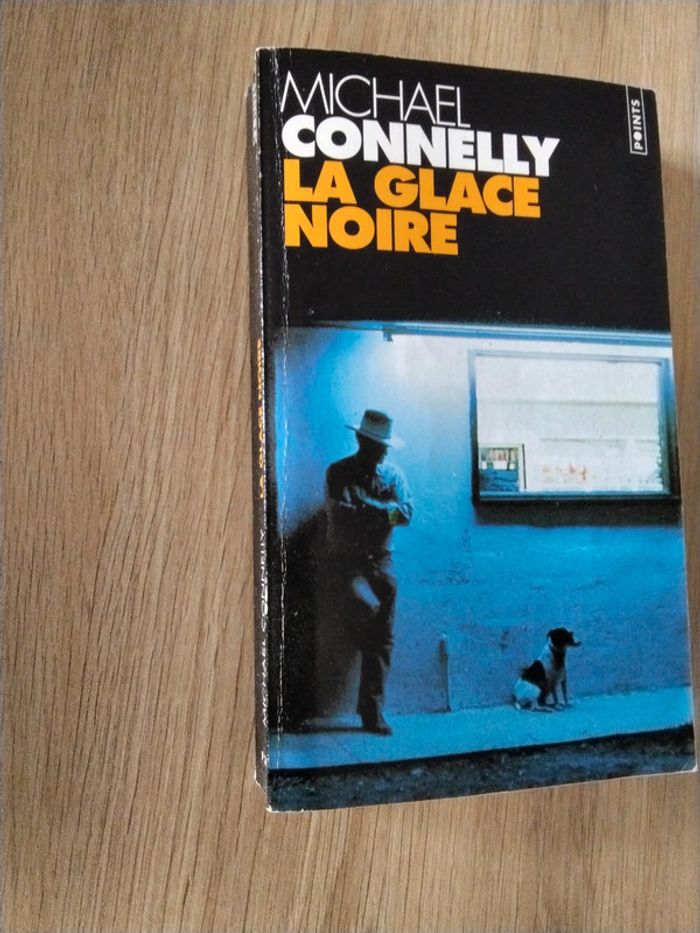 MICHAEL
CONNELLY
LA GLACE
NOIRE
POINTS
MICHAEL CONNELLY LA GLACE NOIRE